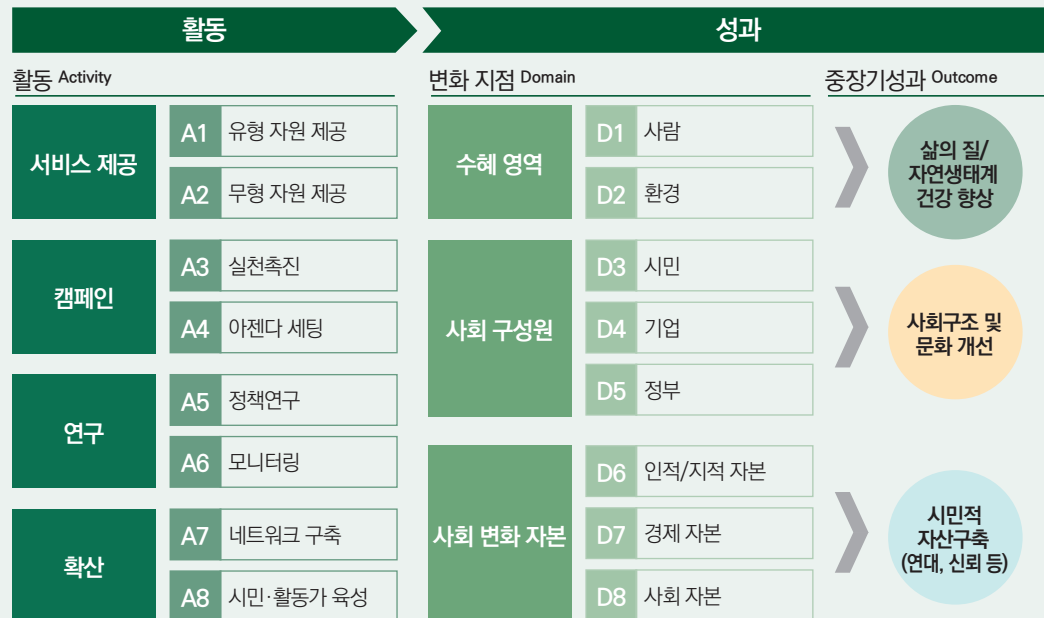 활동
성과
활동 Activity
변화 지점 Domain
중장기성과 Outcome
서비스 제공
A1 유형 자원 제공
A2 무형 자원 제공
캠페인
A3 실천촉진
A4 아젠다 세팅
연구
A5 정책연구
A6 모니터링
확산
A7 네트워크 구축
A8 시민·활동가 육성
수혜 영역
D1 사람
D2 환경
사회 구성원
D3 시민
D4 기업
D5 정부
사회 변화 자본
D6 인적/지적 자본
D7 경제 자본
D8 사회 자본
삶의 질/
자연생태계
건강 향상
사회구조 및
문화 개선
시민적
자산구축
(연대, 신뢰 등)